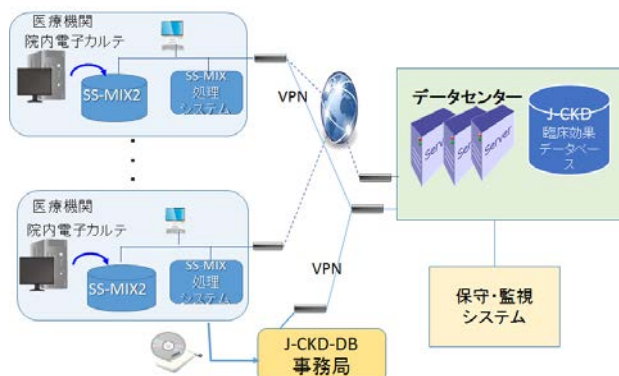 医療機関
院内電子カルテ
SS-MIX2
SS-MIX
処理
システム
VPN
データセンター
Server
Server
Server
J-CKD
臨床効果
データベー
ス
医療機関
院内電子カルテ
SS-MIX2
SS-MIX
処理
システム
VPN
J-CKD-DB
事務局
保守・監視
システム